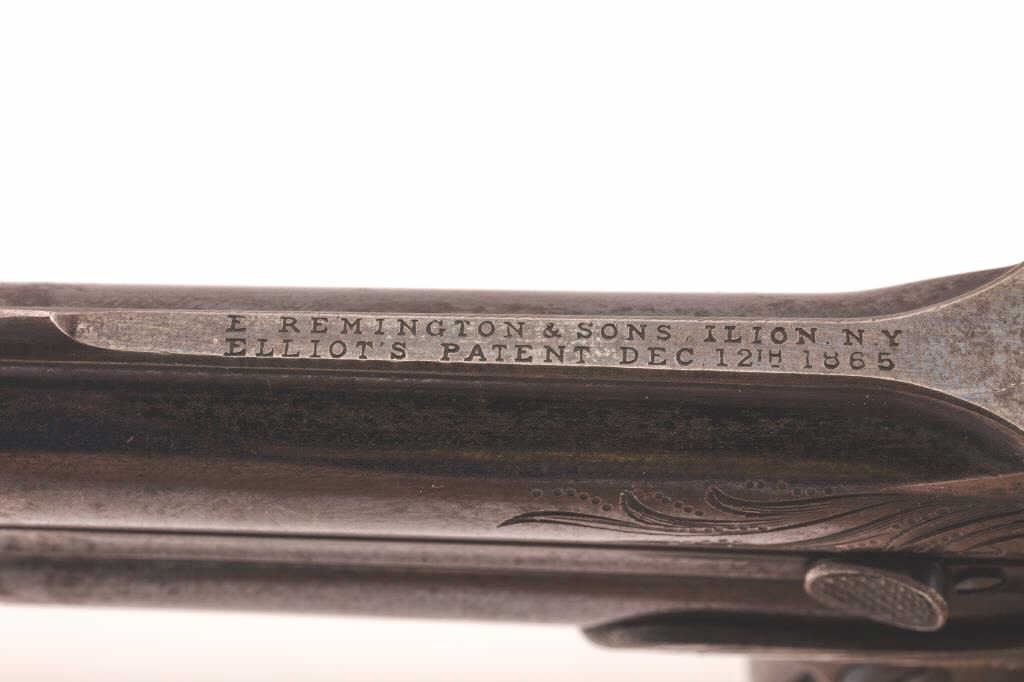 E REMINGTON & SONS, ILION. N.Y
ELLIOT'S PATENT DEC 12TH 1865